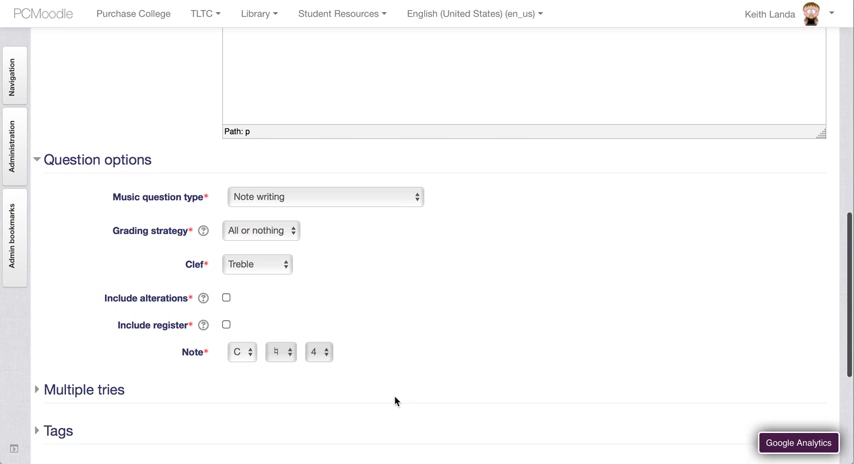 PCMoodle Purchase College TLTC Library Student Resources English (United States) (en_us) Keith Landa
Navigation
Administration
Admin bookmarks
Path: p
Question options
Music question type* Note writing
Grading strategy* ? All or nothing
Clef* Treble
Include alterations* ?
Include register* ?
Note* C ♮ 4
Multiple tries
Tags
Google Analytics